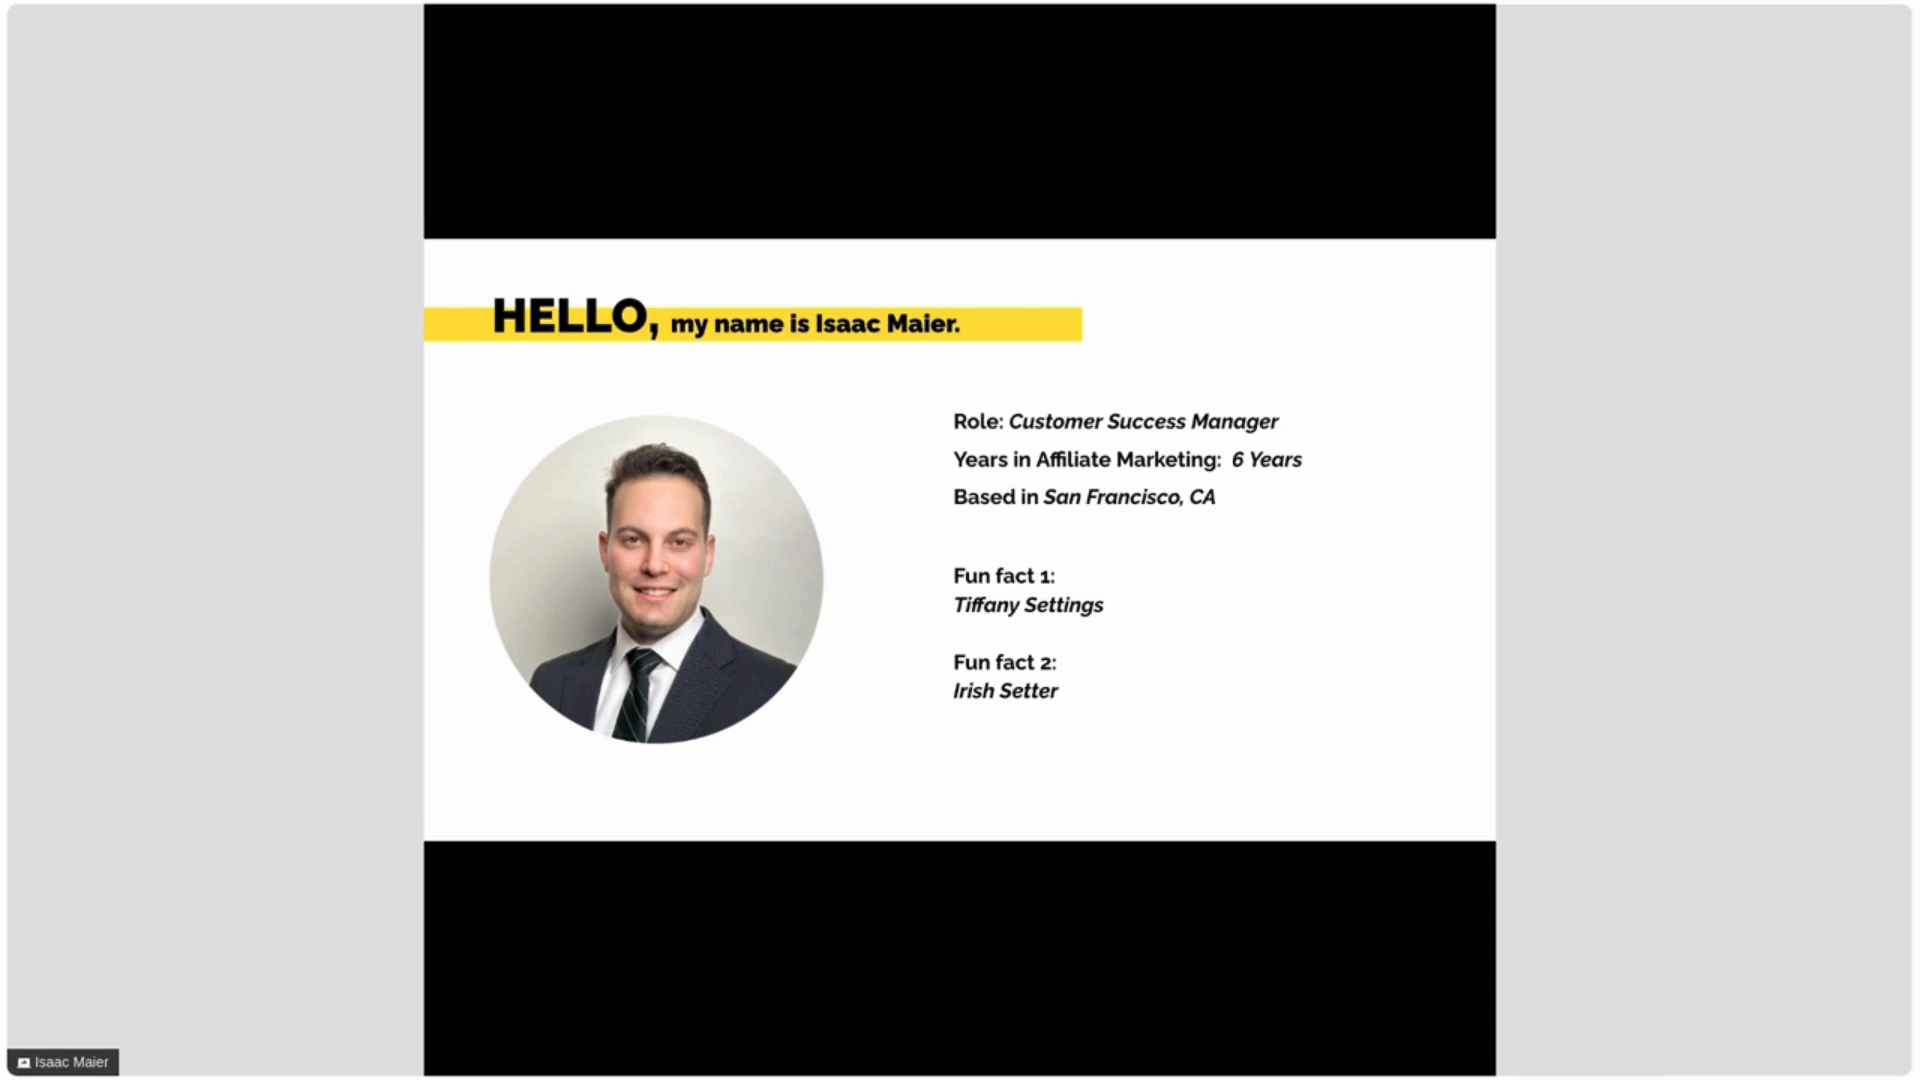 HELLO, my name is Isaac Maier.
Role: Customer Success Manager
Years in Affiliate Marketing: 6 Years
Based in San Francisco, CA
Fun fact 1:
Tiffany Settings
Fun fact 2:
Irish Setter
Isaac Maier